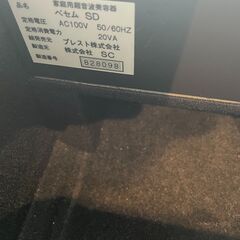 品名 家庭用超音波美容器
ベセム SD
定格電圧 AC100V 50/60HZ
定格消費電力 20VA
総発売元 プレスト株式会社
製造元 株式会社 SC
製造番号 828098